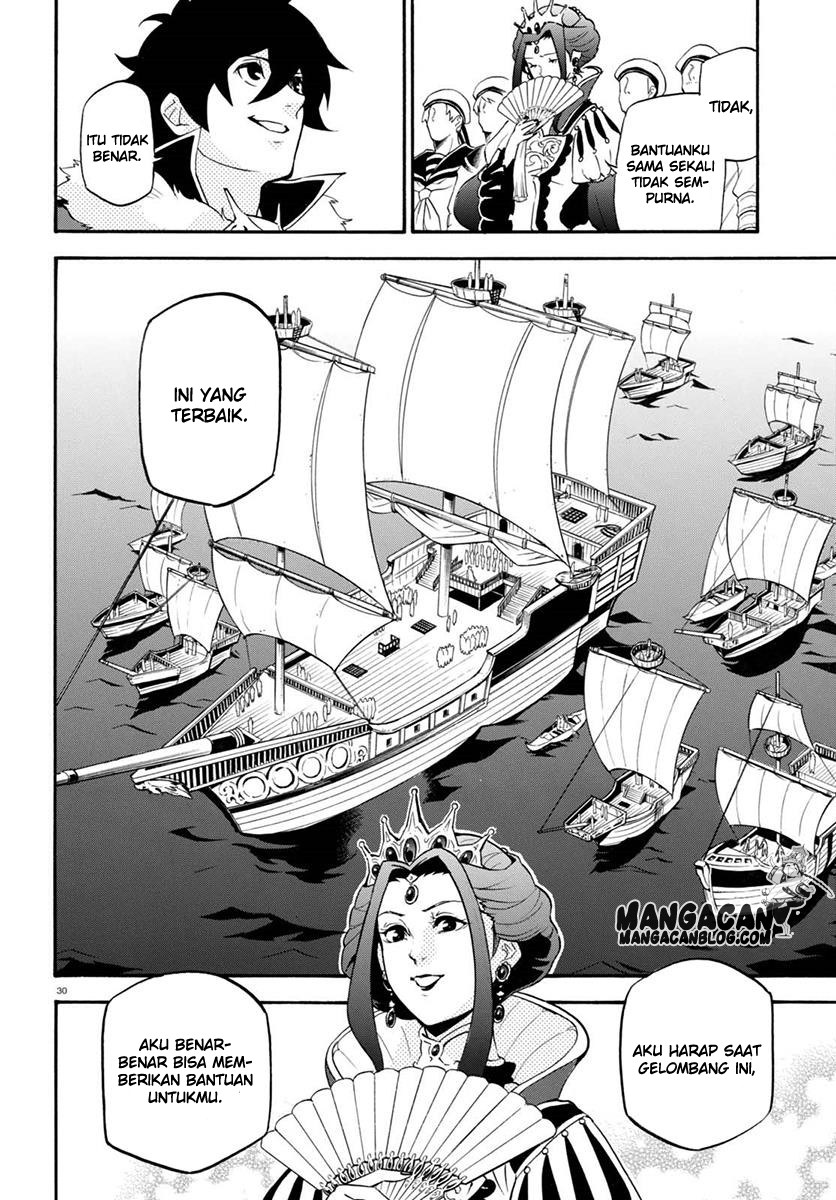 TIDAK,
BANTUANKU
SAMA SEKALI
TIDAK SEM-
PURNA.
ITU TIDAK
BENAR.
INI YANG
TERBAIK.
MANGACAN
MANGACANBLOG.COM
30
AKU HARAP SAAT
GELOMBANG INI,
AKU BENAR-
BENAR BISA MEM-
BERIKAN BANTUAN
UNTUKMU.